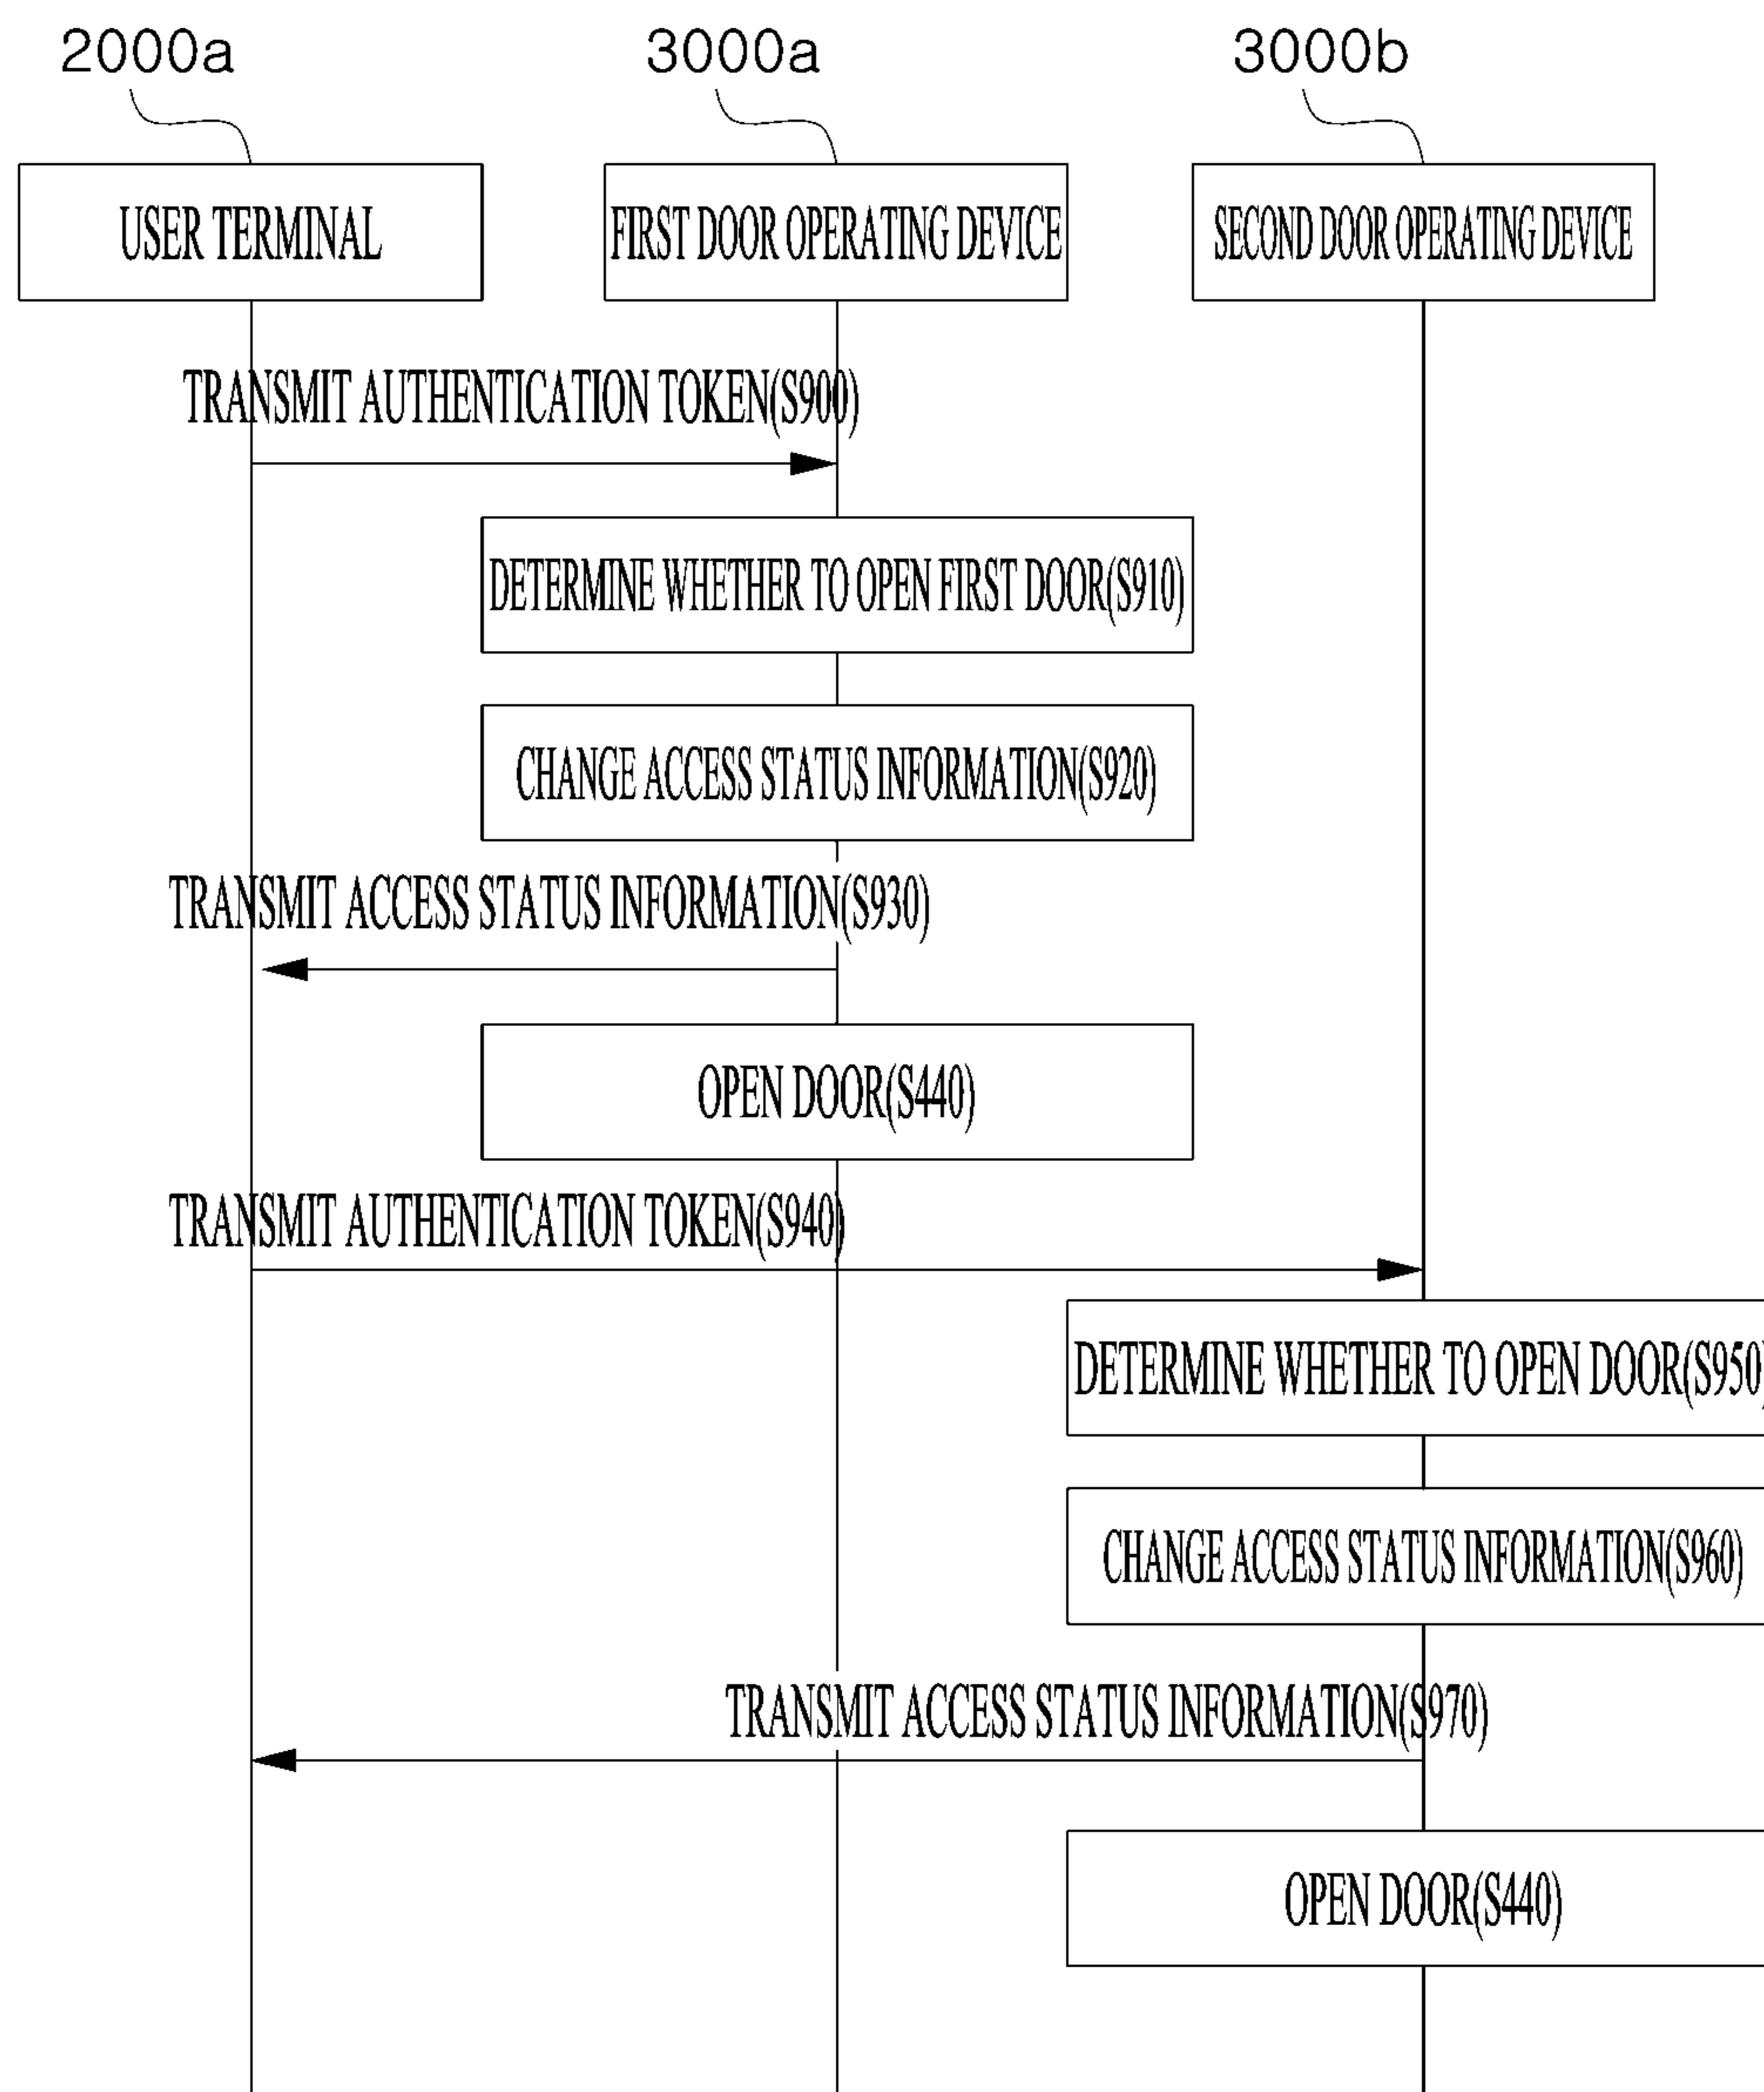 2000a 3000a 3000b
USER TERMINAL FIRST DOOR OPERATING DEVICE SECOND DOOR OPERATING DEVICE
TRANSMIT AUTHENTICATION TOKEN(S900)
DETERMINE WHETHER TO OPEN FIRST DOOR(S910)
CHANGE ACCESS STATUS INFORMATION(S920)
TRANSMIT ACCESS STATUS INFORMATION(S930)
OPEN DOOR(S440)
TRANSMIT AUTHENTICATION TOKEN(S940)
DETERMINE WHETHER TO OPEN DOOR(S950)
CHANGE ACCESS STATUS INFORMATION(S960)
TRANSMIT ACCESS STATUS INFORMATION(S970)
OPEN DOOR(S440)